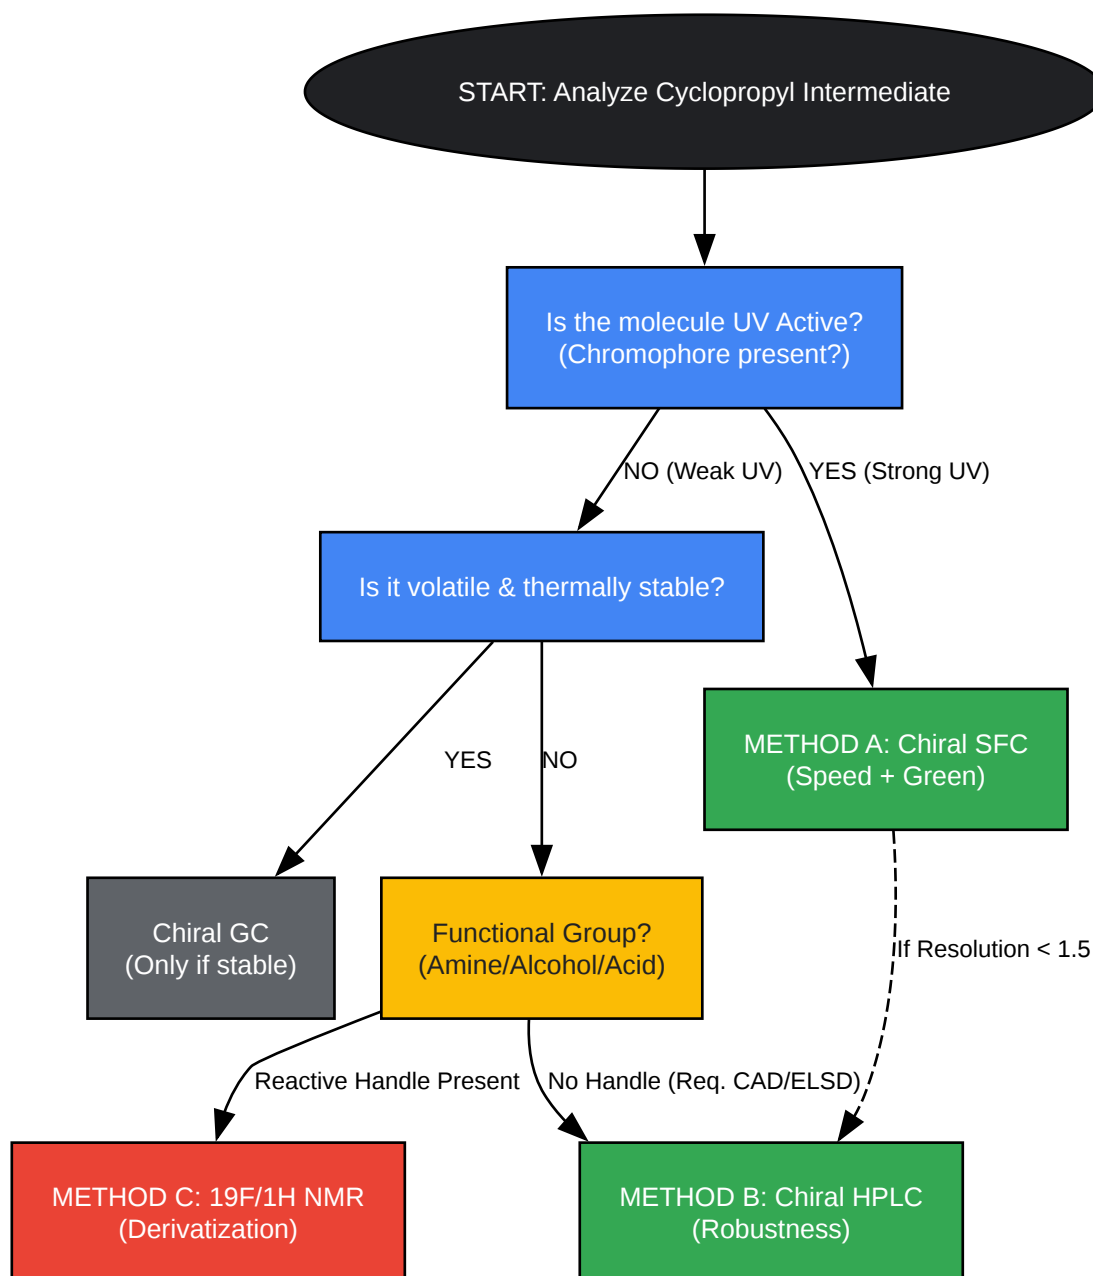 START: Analyze Cyclopropyl Intermediate
Is the molecule UV Active?
(Chromophore present?)
NO (Weak UV)
YES (Strong UV)
Is it volatile & thermally stable?
METHOD A: Chiral SFC
(Speed + Green)
YES
NO
Chiral GC
(Only if stable)
Functional Group?
(Amine/Alcohol/Acid)
If Resolution < 1.5
Reactive Handle Present
No Handle (Req. CAD/ELSD)
METHOD C: 19F/1H NMR
(Derivatization)
METHOD B: Chiral HPLC
(Robustness)